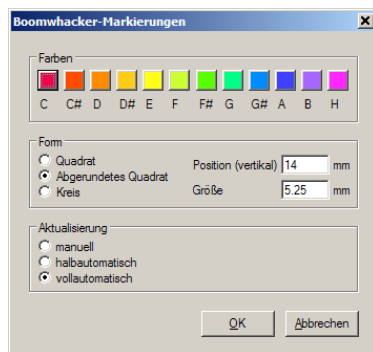 Boomwhacker-Markierungen
Farben
C C# D D# E F F# G G# A B H
Form
Quadrat
Abgerundetes Quadrat
Kreis
Position (vertikal) 14 mm
Größe 5.25 mm
Aktualisierung
manuell
halbautomatisch
vollautomatisch
OK Abbrechen